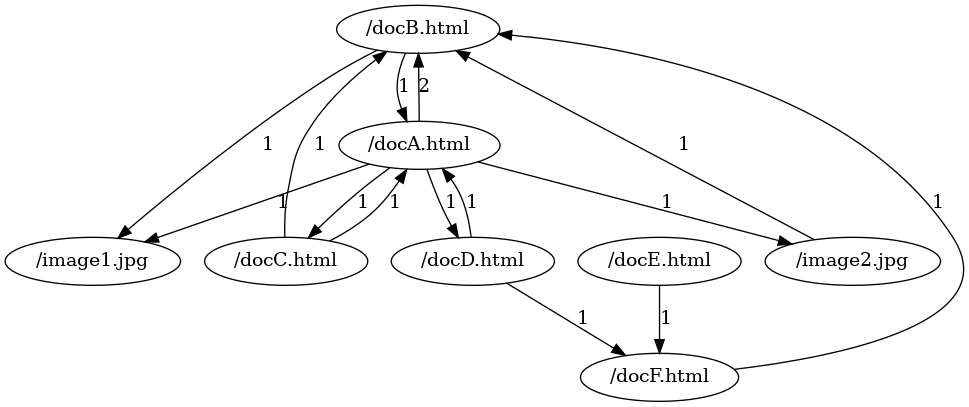 /docB.html
1 2
1 1 1 1
/docA.html
1 1 1 1 1 1 1
/image1.jpg /docC.html /docD.html /docE.html /image2.jpg
1 1
/docF.html